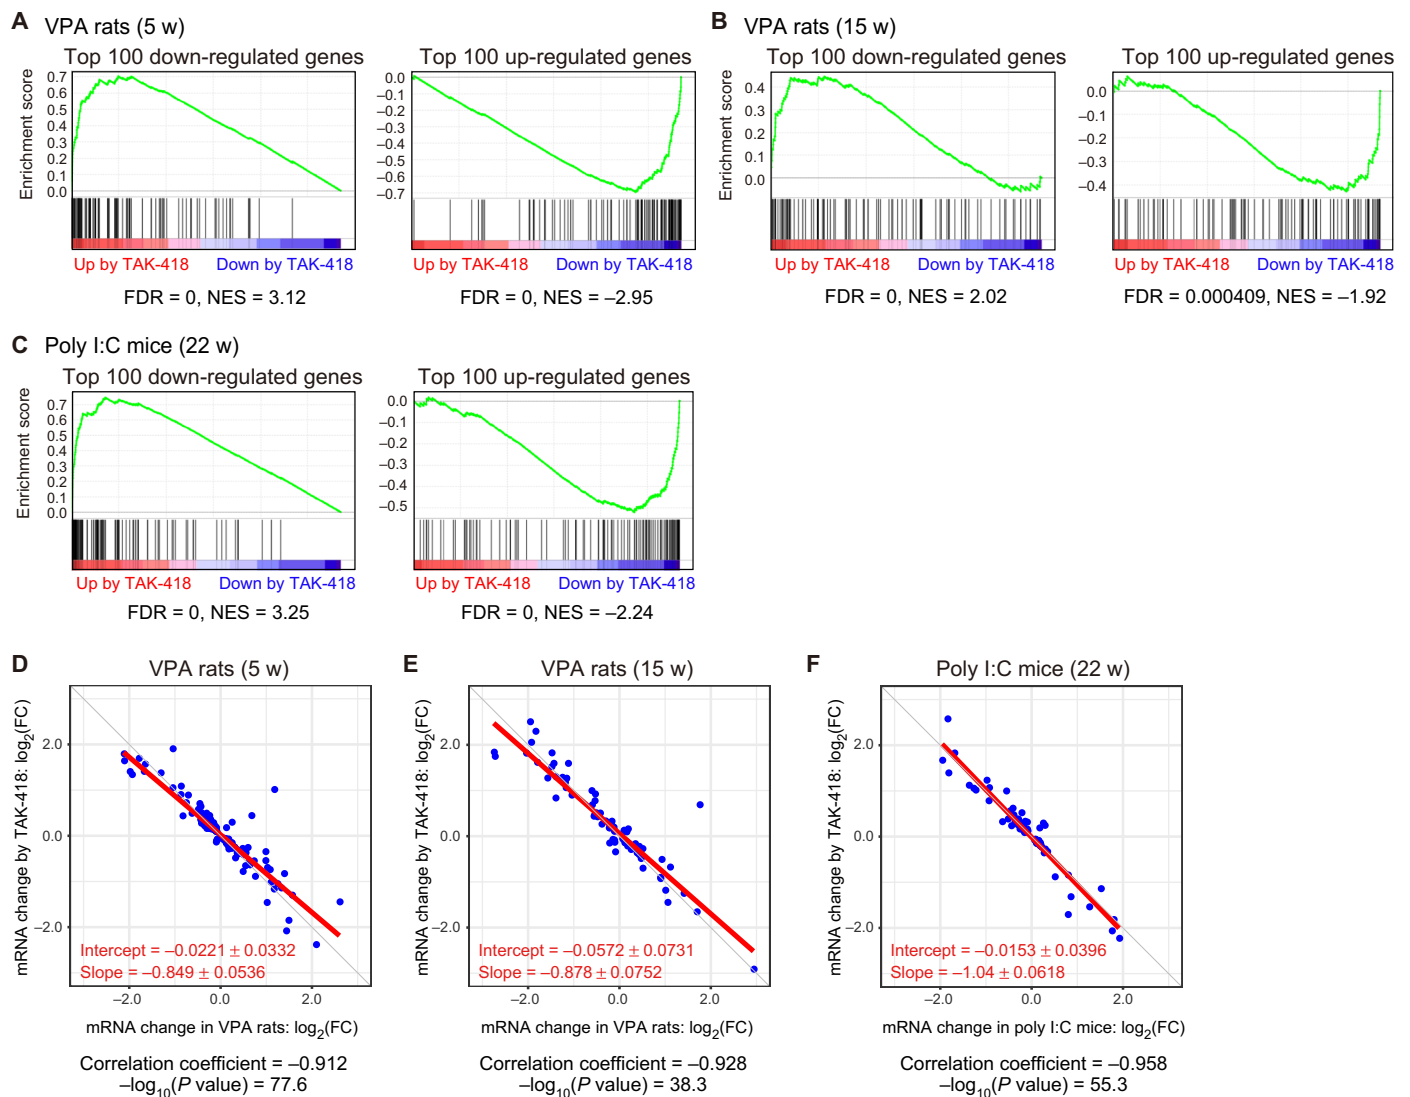 A VPA rats (5 w)
Top 100 down-regulated genes
Top 100 up-regulated genes
Enrichment score
0.7
0.6
0.5
0.4
0.3
0.2
0.1
0.0
0.0
–0.1
–0.2
–0.3
–0.4
–0.5
–0.6
–0.7
Up by TAK-418 Down by TAK-418
Up by TAK-418 Down by TAK-418
FDR = 0, NES = 3.12
FDR = 0, NES = –2.95
B VPA rats (15 w)
Top 100 down-regulated genes
Top 100 up-regulated genes
Enrichment score
0.4
0.3
0.2
0.1
0.0
0.0
–0.1
–0.2
–0.3
–0.4
Up by TAK-418 Down by TAK-418
Up by TAK-418 Down by TAK-418
FDR = 0, NES = 2.02
FDR = 0.000409, NES = –1.92
C Poly I:C mice (22 w)
Top 100 down-regulated genes
Top 100 up-regulated genes
Enrichment score
0.7
0.6
0.5
0.4
0.3
0.2
0.1
0.0
0.0
–0.1
–0.2
–0.3
–0.4
–0.5
Up by TAK-418 Down by TAK-418
Up by TAK-418 Down by TAK-418
FDR = 0, NES = 3.25
FDR = 0, NES = –2.24
D VPA rats (5 w)
mRNA change by TAK-418: log2(FC)
2.0
0.0
–2.0
Intercept = –0.0221 ± 0.0332
Slope = –0.849 ± 0.0536
–2.0 0.0 2.0
mRNA change in VPA rats: log2(FC)
Correlation coefficient = –0.912
–log10(P value) = 77.6
E VPA rats (15 w)
mRNA change by TAK-418: log2(FC)
2.0
0.0
–2.0
Intercept = –0.0572 ± 0.0731
Slope = –0.878 ± 0.0752
–2.0 0.0 2.0
mRNA change in VPA rats: log2(FC)
Correlation coefficient = –0.928
–log10(P value) = 38.3
F Poly I:C mice (22 w)
mRNA change by TAK-418: log2(FC)
2.0
0.0
–2.0
Intercept = –0.0153 ± 0.0396
Slope = –1.04 ± 0.0618
–2.0 0.0 2.0
mRNA change in poly I:C mice: log2(FC)
Correlation coefficient = –0.958
–log10(P value) = 55.3